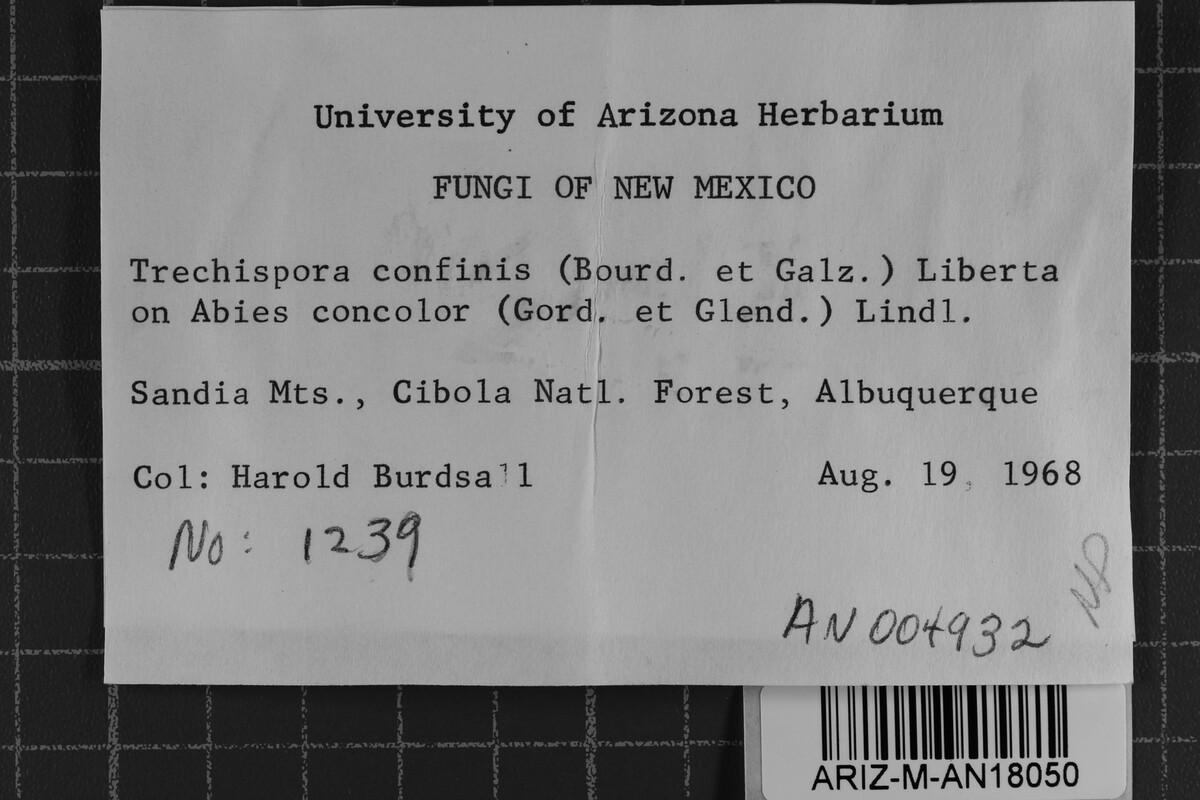 University of Arizona Herbarium
FUNGI OF NEW MEXICO
Trechispora confinis (Bourd. et Galz.) Liberta
on Abies concolor (Gord. et Glend.) Lindl.
Sandia Mts., Cibola Natl. Forest, Albuquerque
Col: Harold Burdsall Aug. 19, 1968
No: 1239
NP
AN 004932
ARIZ-M-AN18050